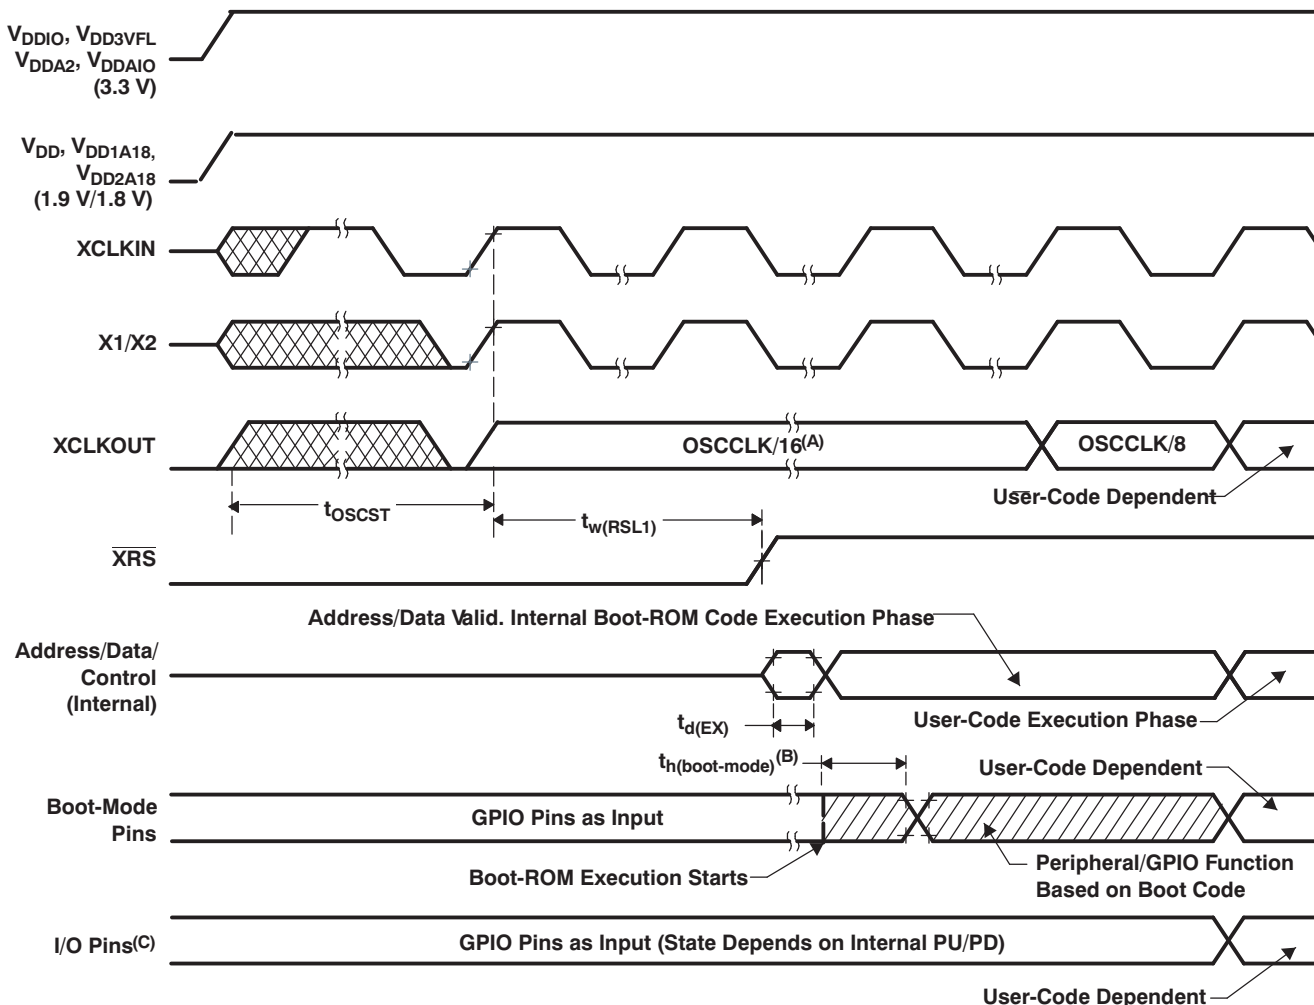 VDDIO, VDD3VFL
VDDA2, VDDAIO
(3.3 V)
VDD, VDD1A18,
VDD2A18
(1.9 V/1.8 V)
XCLKIN
X1/X2
XCLKOUT
OSCCLK/16(A)
OSCCLK/8
User-Code Dependent
tOSCST
tw(RSL1)
XRS
Address/Data Valid. Internal Boot-ROM Code Execution Phase
Address/Data/
Control
(Internal)
td(EX)
User-Code Execution Phase
th(boot-mode)(B)
User-Code Dependent
Boot-Mode
Pins
GPIO Pins as Input
Boot-ROM Execution Starts
Peripheral/GPIO Function
Based on Boot Code
I/O Pins(C)
GPIO Pins as Input (State Depends on Internal PU/PD)
User-Code Dependent